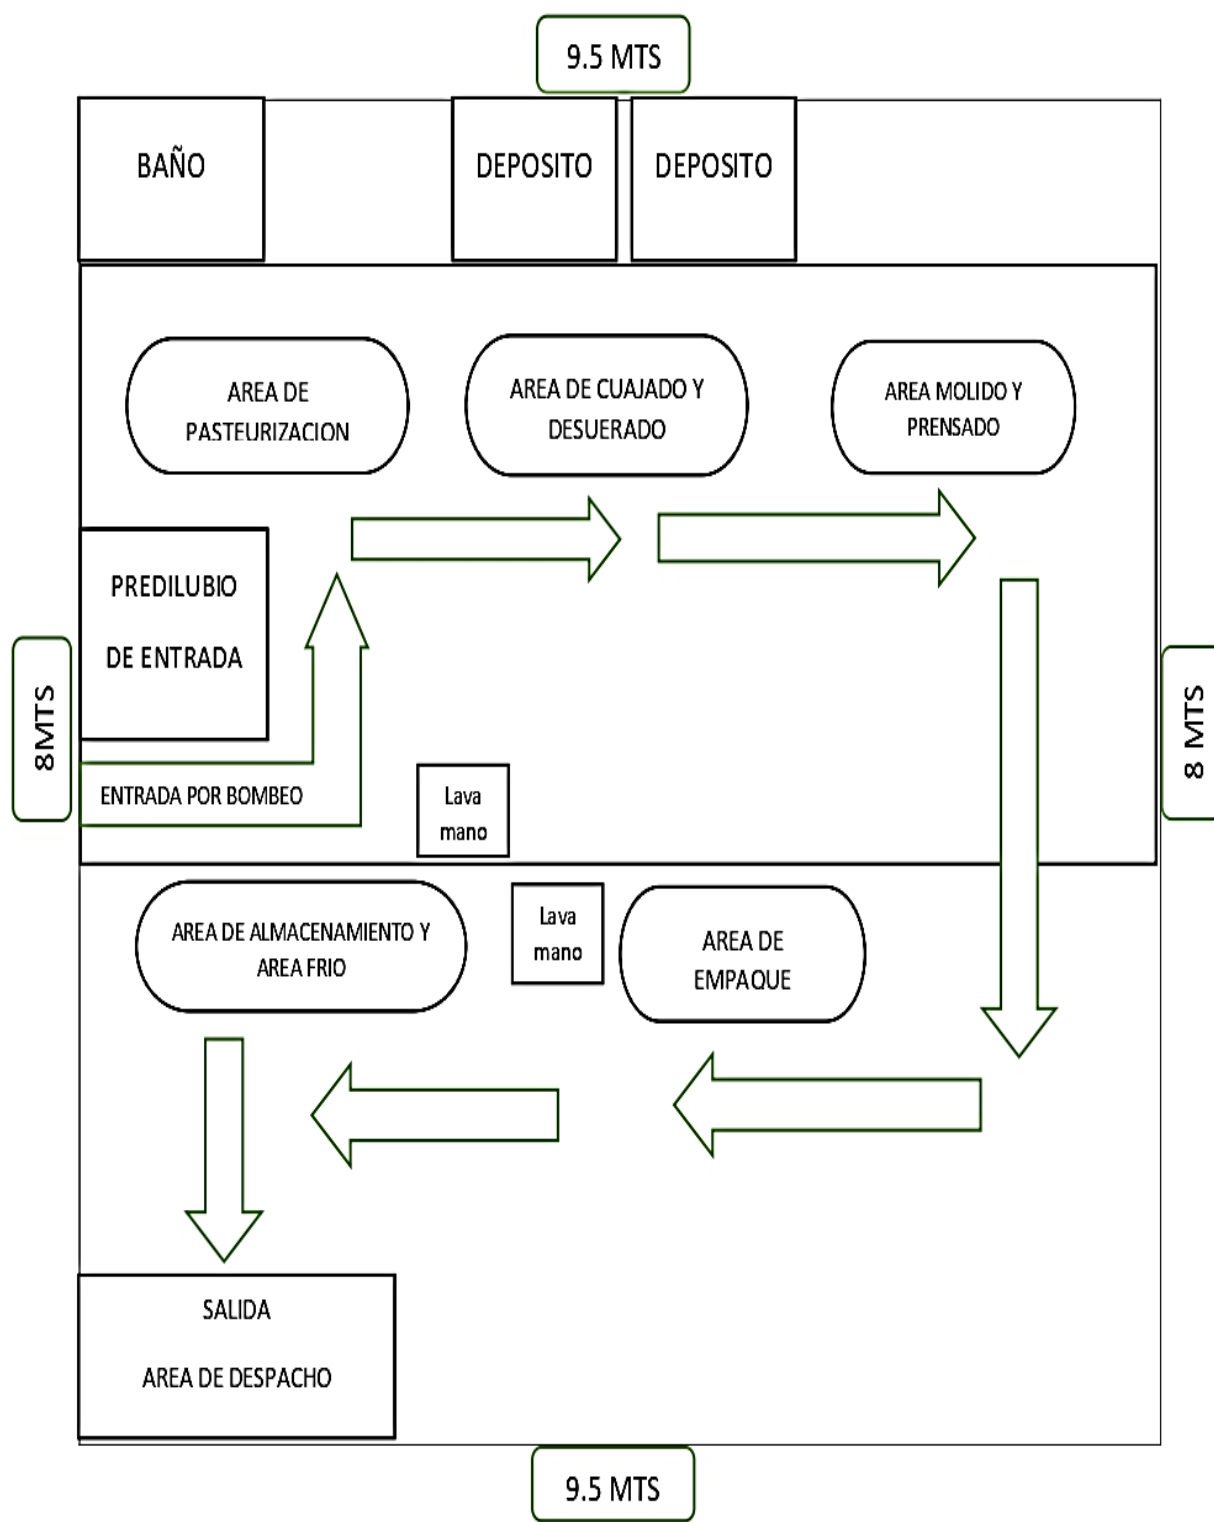 9.5 MTS
BAÑO
DEPOSITO
DEPOSITO
AREA DE
PASTEURIZACION
AREA DE CUAJADO Y
DESUERADO
AREA MOLIDO Y
PRENSADO
PREDILUBIO
DE ENTRADA
8MTS
8 MTS
ENTRADA POR BOMBEO
Lava
mano
AREA DE ALMACENAMIENTO Y
AREA FRIO
Lava
mano
AREA DE
EMPAQUE
SALIDA
AREA DE DESPACHO
9.5 MTS